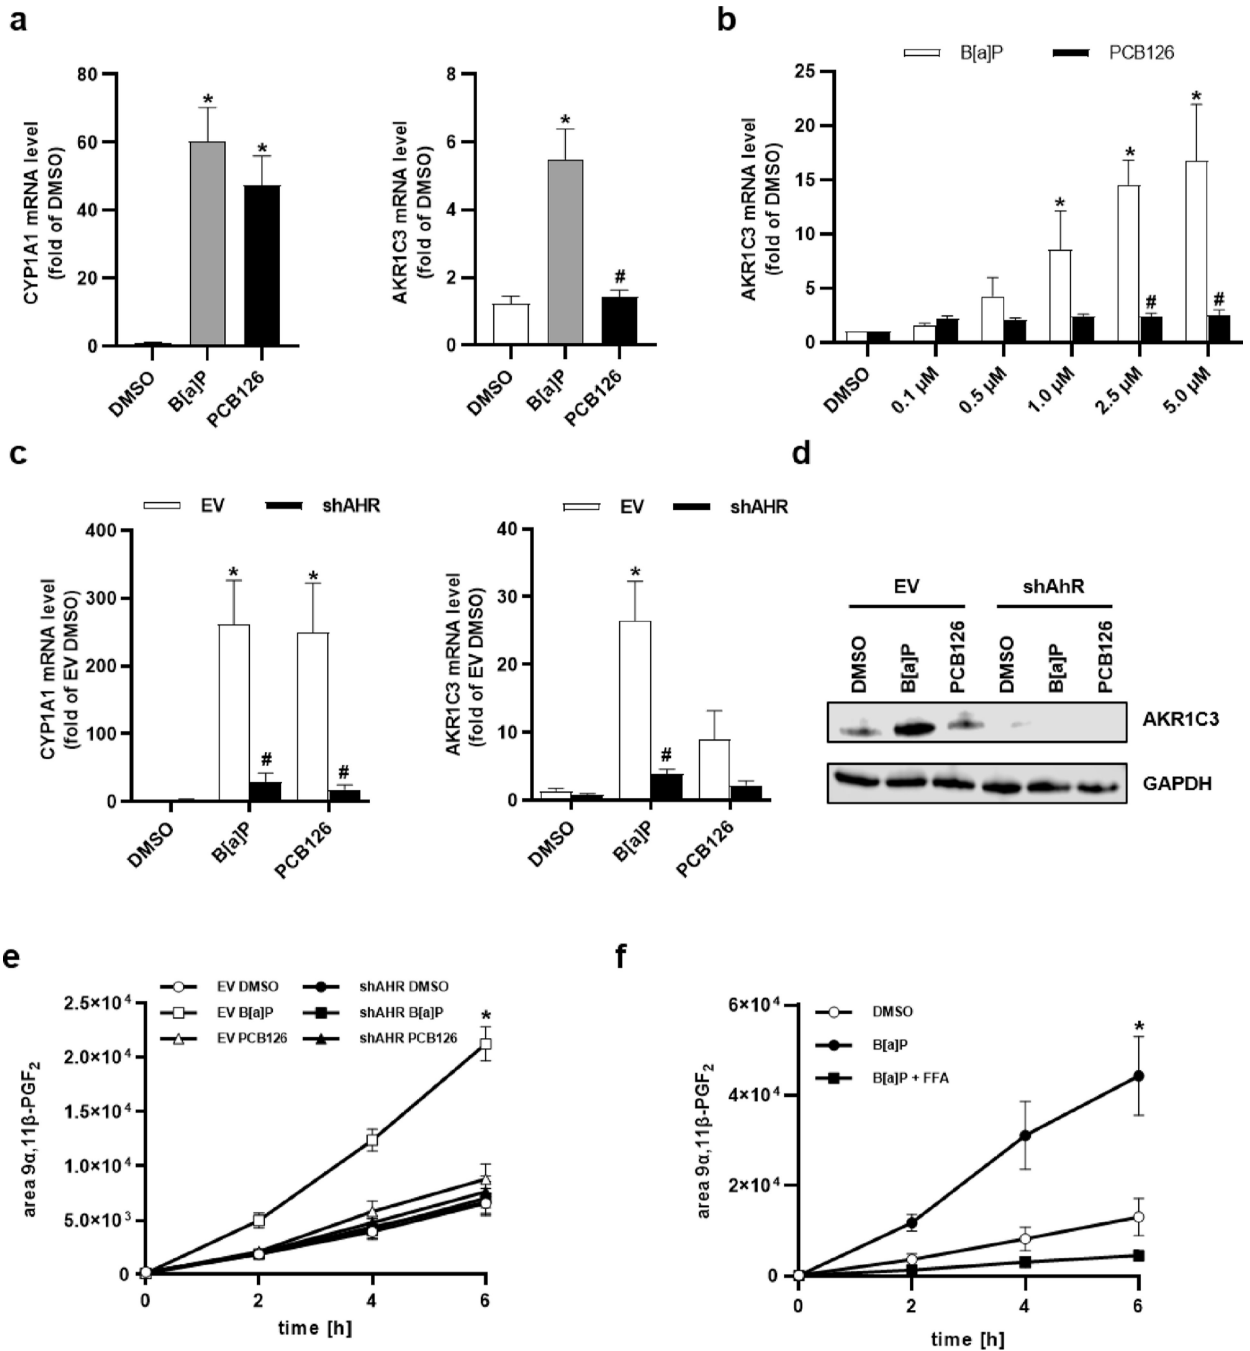 a
CYP1A1 mRNA level
(fold of DMSO)
80
60
40
20
0
*
*
DMSO
B[a]P
PCB126
AKR1C3 mRNA level
(fold of DMSO)
8
6
4
2
0
*
#
DMSO
B[a]P
PCB126
b
B[a]P
PCB126
AKR1C3 mRNA level
(fold of DMSO)
25
20
15
10
5
0
*
*
*
#
#
DMSO
0.1 µM
0.5 µM
1.0 µM
2.5 µM
5.0 µM
c
EV
shAHR
CYP1A1 mRNA level
(fold of EV DMSO)
400
300
200
100
0
*
*
#
#
DMSO
B[a]P
PCB126
EV
shAHR
AKR1C3 mRNA level
(fold of EV DMSO)
40
30
20
10
0
*
#
DMSO
B[a]P
PCB126
d
EV
shAhR
DMSO
B[a]P
PCB126
DMSO
B[a]P
PCB126
AKR1C3
GAPDH
e
EV DMSO
EV B[a]P
EV PCB126
shAHR DMSO
shAHR B[a]P
shAHR PCB126
area 9α,11β-PGF₂
2.5×10⁴
2.0×10⁴
1.5×10⁴
1.0×10⁴
5.0×10³
0
*
0
2
4
6
time [h]
f
DMSO
B[a]P
B[a]P + FFA
area 9α,11β-PGF₂
6×10⁴
4×10⁴
2×10⁴
0
*
0
2
4
6
time [h]